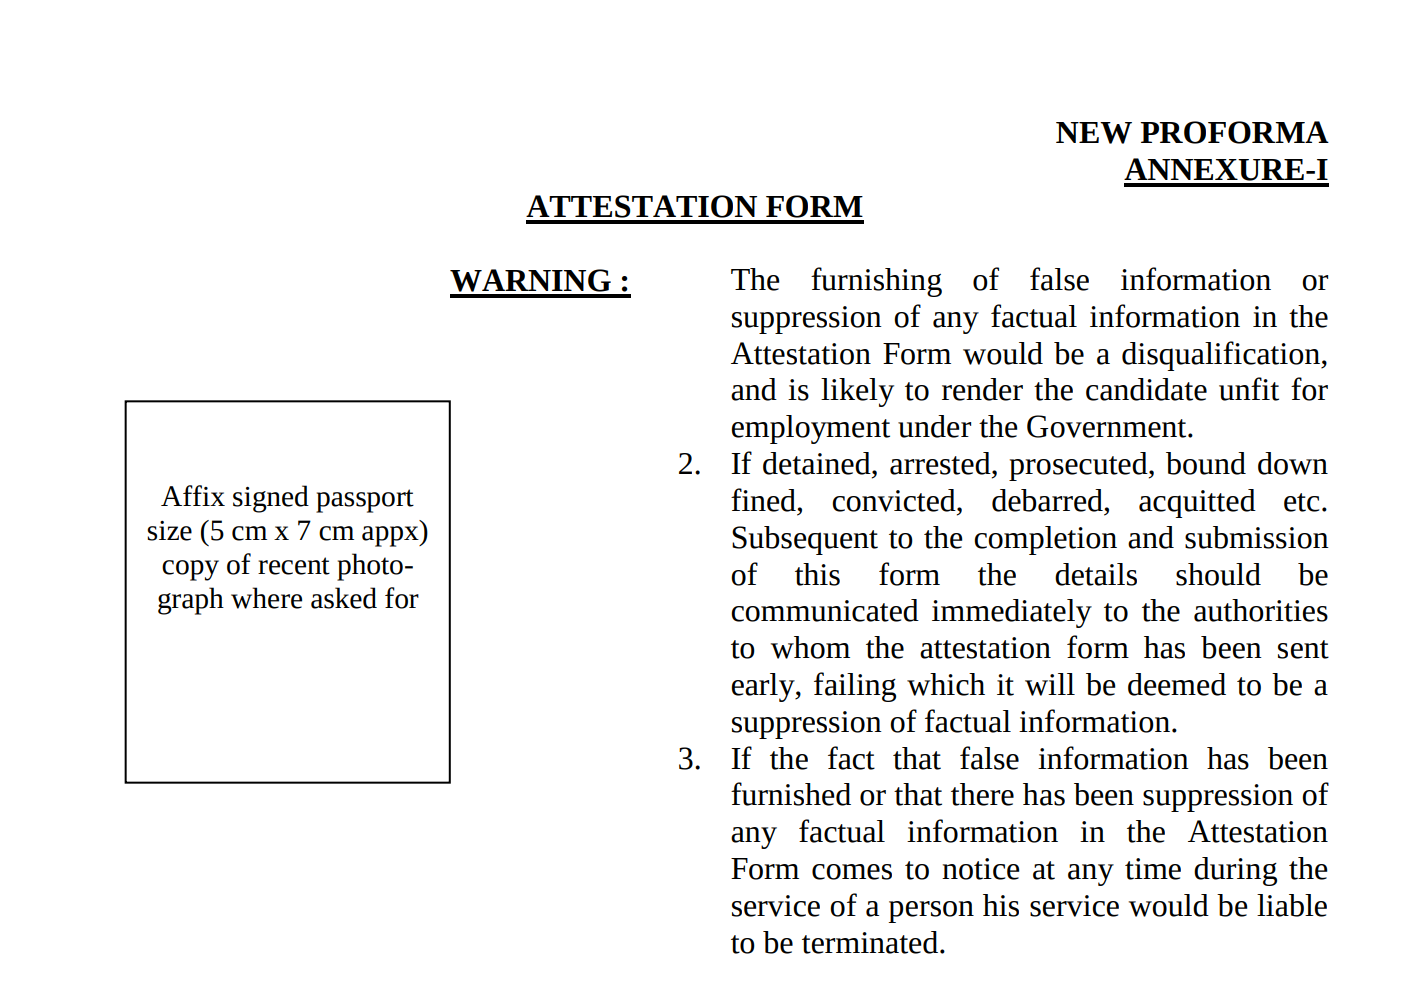 NEW PROFORMA
ANNEXURE-I
ATTESTATION FORM
WARNING :
The furnishing of false information or
suppression of any factual information in the
Attestation Form would be a disqualification,
and is likely to render the candidate unfit for
employment under the Government.
2. If detained, arrested, prosecuted, bound down
fined, convicted, debarred, acquitted etc.
Subsequent to the completion and submission
of this form the details should be
communicated immediately to the authorities
to whom the attestation form has been sent
early, failing which it will be deemed to be a
suppression of factual information.
3. If the fact that false information has been
furnished or that there has been suppression of
any factual information in the Attestation
Form comes to notice at any time during the
service of a person his service would be liable
to be terminated.
Affix signed passport
size (5 cm x 7 cm appx)
copy of recent photo-
graph where asked for